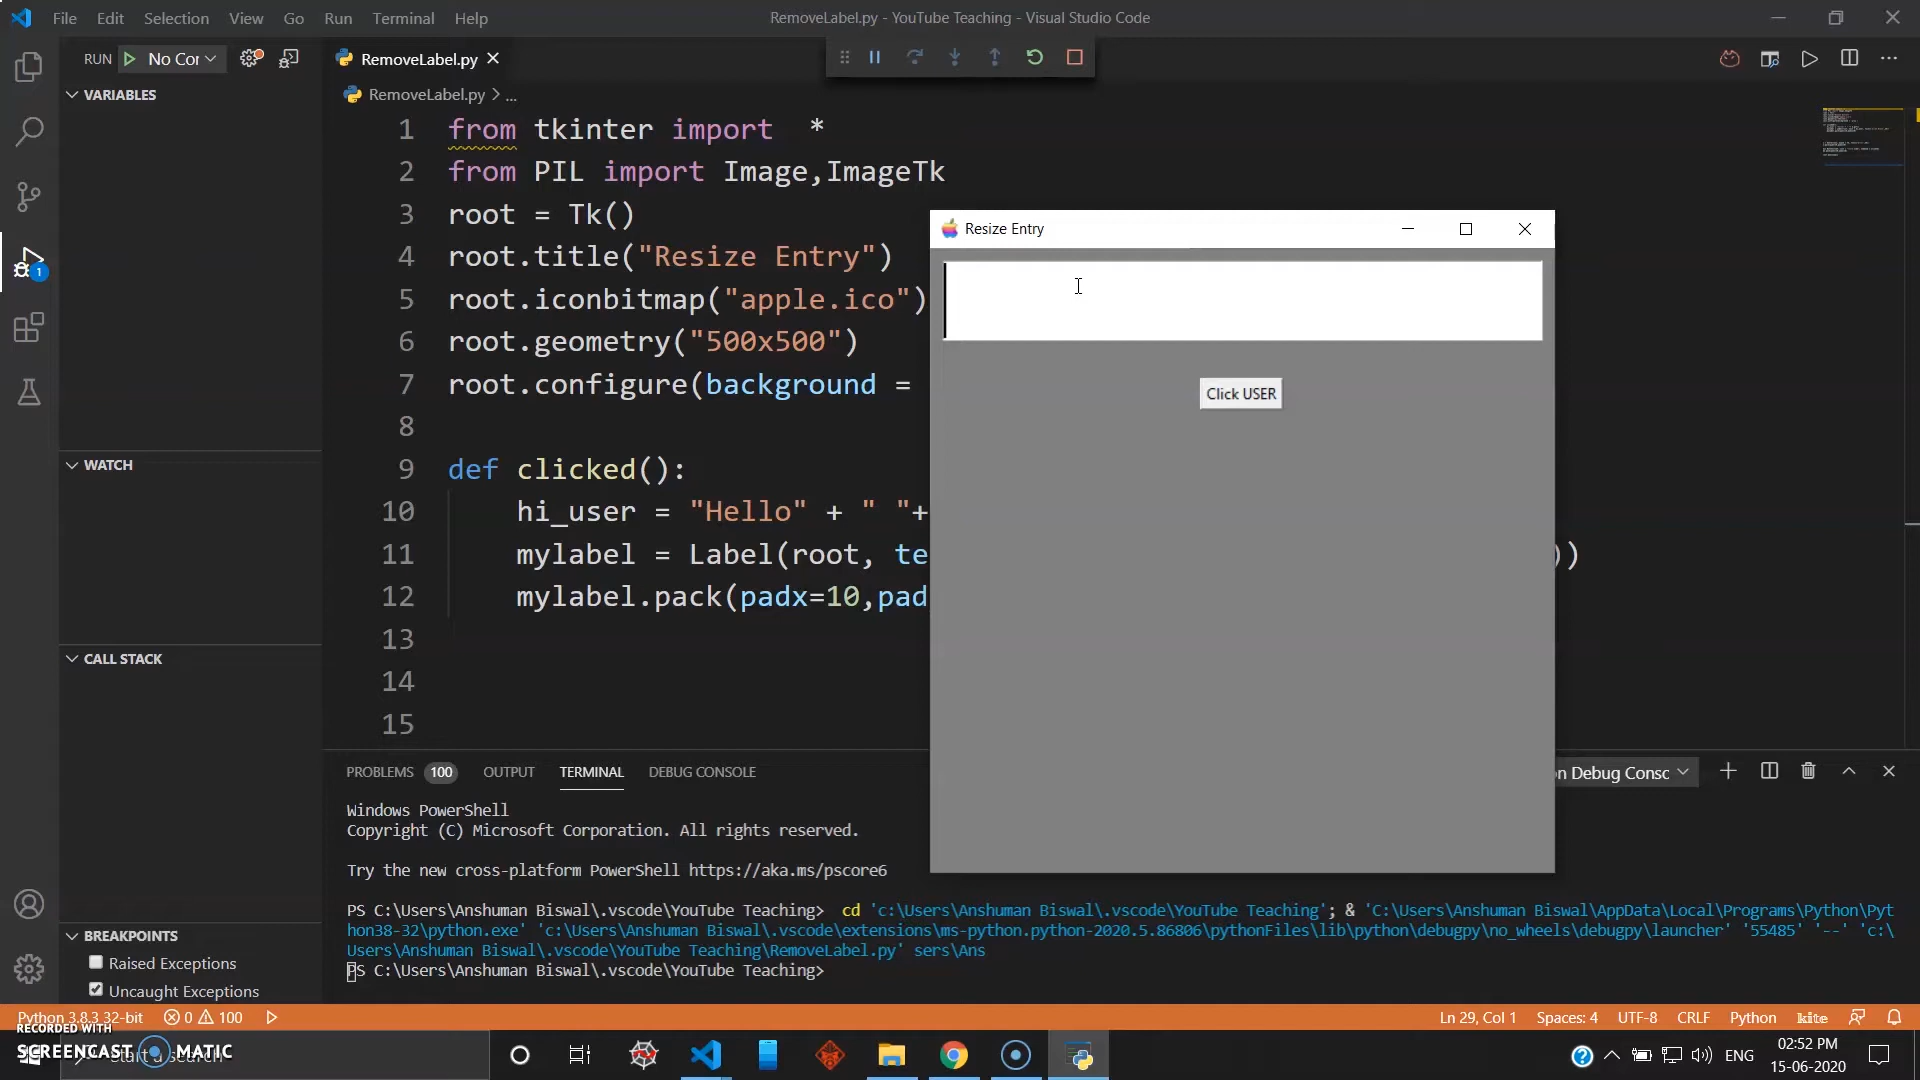 File Edit Selection View Go Run Terminal Help
RemoveLabel.py - YouTube Teaching - Visual Studio Code
RUN No Cor
RemoveLabel.py
RemoveLabel.py > ...
VARIABLES
WATCH
CALL STACK
BREAKPOINTS
Raised Exceptions
Uncaught Exceptions
1 from tkinter import *
2 from PIL import Image,ImageTk
3 root = Tk()
4 root.title("Resize Entry")
5 root.iconbitmap("apple.ico")
6 root.geometry("500x500")
7 root.configure(background =
8
9 def clicked():
10 hi_user = "Hello" + " "+
11 mylabel = Label(root, te ))
12 mylabel.pack(padx=10,pad
13
14
15
Resize Entry
Click USER
PROBLEMS 100 OUTPUT TERMINAL DEBUG CONSOLE
n Debug Consc
Windows PowerShell
Copyright (C) Microsoft Corporation. All rights reserved.
Try the new cross-platform PowerShell https://aka.ms/pscore6
PS C:\Users\Anshuman Biswal\.vscode\YouTube Teaching> cd 'c:\Users\Anshuman Biswal\.vscode\YouTube Teaching'; & 'C:\Users\Anshuman Biswal\AppData\Local\Programs\Python\Pyt
hon38-32\python.exe' 'c:\Users\Anshuman Biswal\.vscode\extensions\ms-python.python-2020.5.86806\pythonFiles\lib\python\debugpy\no_wheels\debugpy\launcher' '55485' '--' 'c:\
Users\Anshuman Biswal\.vscode\YouTube Teaching\RemoveLabel.py' sers\Ans
PS C:\Users\Anshuman Biswal\.vscode\YouTube Teaching>
1
Python 3.8.3 32-bit 0 100
Ln 29, Col 1 Spaces: 4 UTF-8 CRLF Python kite
RECORDED WITH
SCREENCAST MATIC
ENG
02:52 PM
15-06-2020